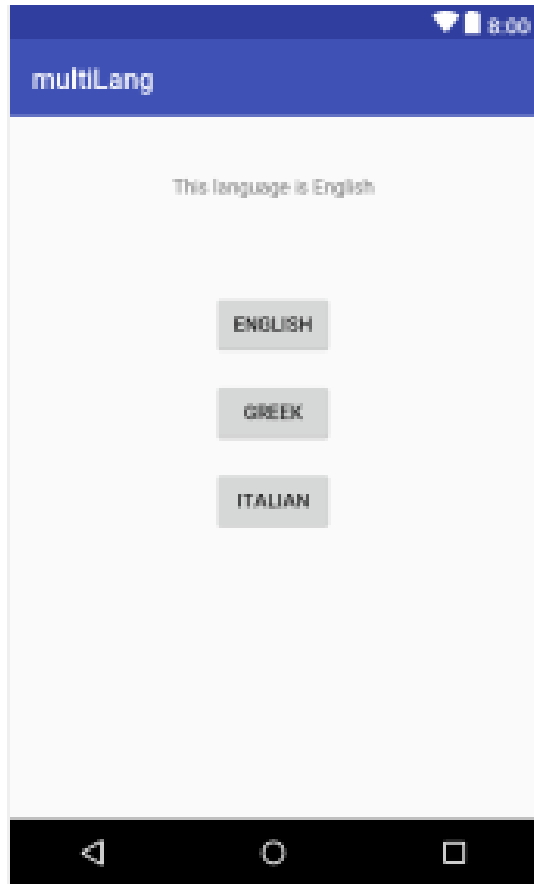 8:00
multiLang
This language is English
ENGLISH
GREEK
ITALIAN